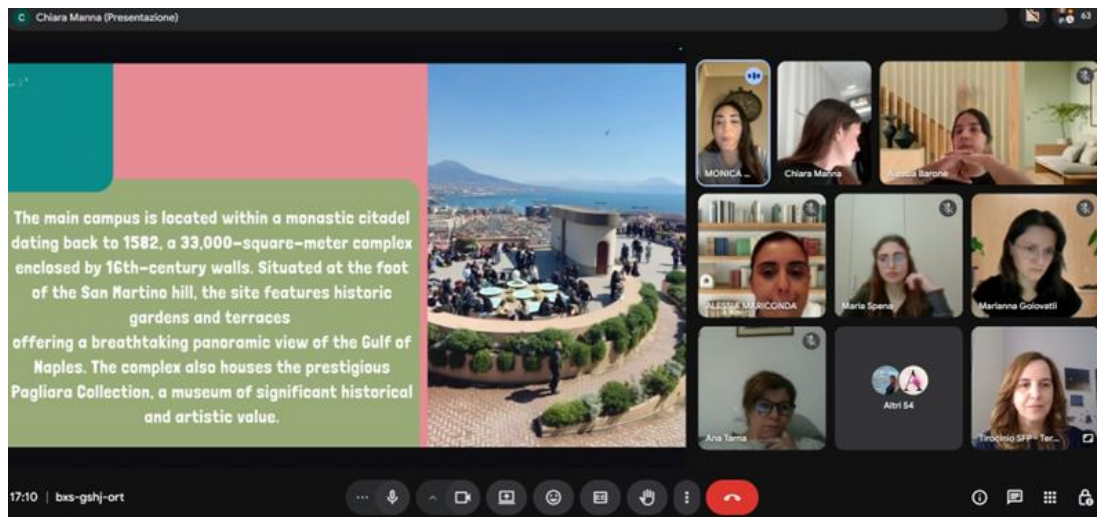 C Chiara Manna (Presentazione)
63
The main campus is located within a monastic citadel
dating back to 1582, a 33,000-square-meter complex
enclosed by 16th-century walls. Situated at the foot
of the San Martino hill, the site features historic
gardens and terraces
offering a breathtaking panoramic view of the Gulf of
Naples. The complex also houses the prestigious
Pagliara Collection, a museum of significant historical
and artistic value.
MONICA ...
Chiara Manna
Barone
ALESSIA MARICONDA
Maria Spena
Marianna Golovatii
Ana Tarna
A
Altri 54
Tirocinio SFP - Ter...
17:10 | bxs-gshj-ort